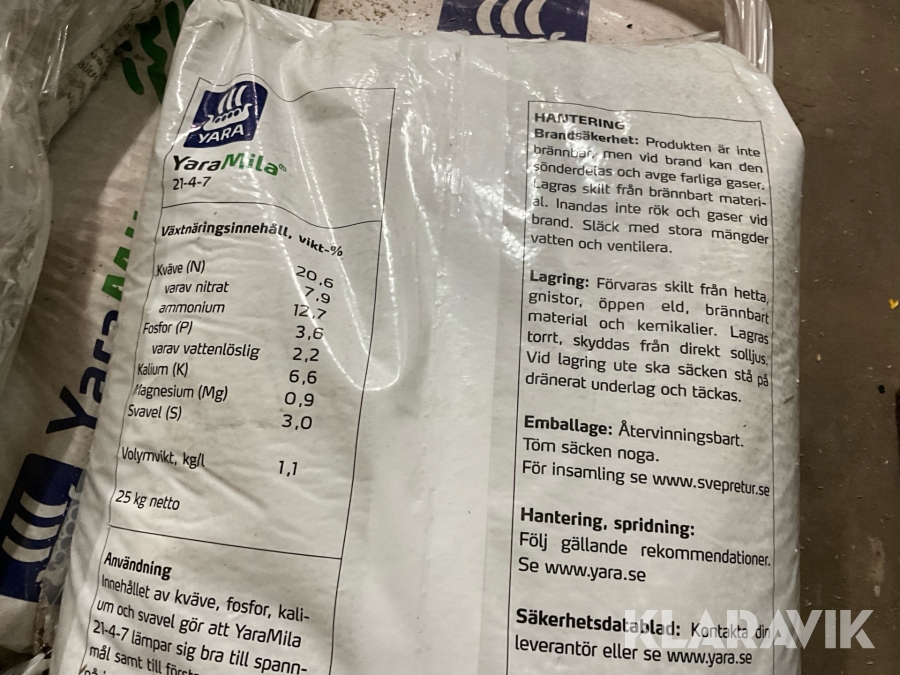 YARA
YaraMila®
21-4-7
Växtnäringsinnehåll, vikt-%
Kväve (N) 20,6
varav nitrat 7,9
ammonium 12,7
Fosfor (P) 3,6
varav vattenlöslig 2,2
Kalium (K) 6,6
Magnesium (Mg) 0,9
Svavel (S) 3,0
Volymvikt, kg/l 1,1
25 kg netto
Användning
Innehållet av kväve, fosfor, kali-
um och svavel gör att YaraMila
21-4-7 lämpar sig bra till spann-
mål samt till
HANTERING
Brandsäkerhet: Produkten är inte
brännbar, men vid brand kan den
sönderdelas och avge farliga gaser.
Lagras skilt från brännbart materi-
al. Inandas inte rök och gaser vid
brand. Släck med stora mängder
vatten och ventilera.
Lagring: Förvaras skilt från hetta,
gnistor, öppen eld, brännbart
material och kemikalier. Lagras
torrt, skyddas från direkt solljus.
Vid lagring ute ska säcken stå på
dränerat underlag och täckas.
Emballage: Återvinningsbart.
Töm säcken noga.
För insamling se www.svepretur.se
Hantering, spridning:
Följ gällande rekommendationer.
Se www.yara.se
Säkerhetsdatablad: Kontakta din
leverantör eller se www.yara.se
KLARAVIK